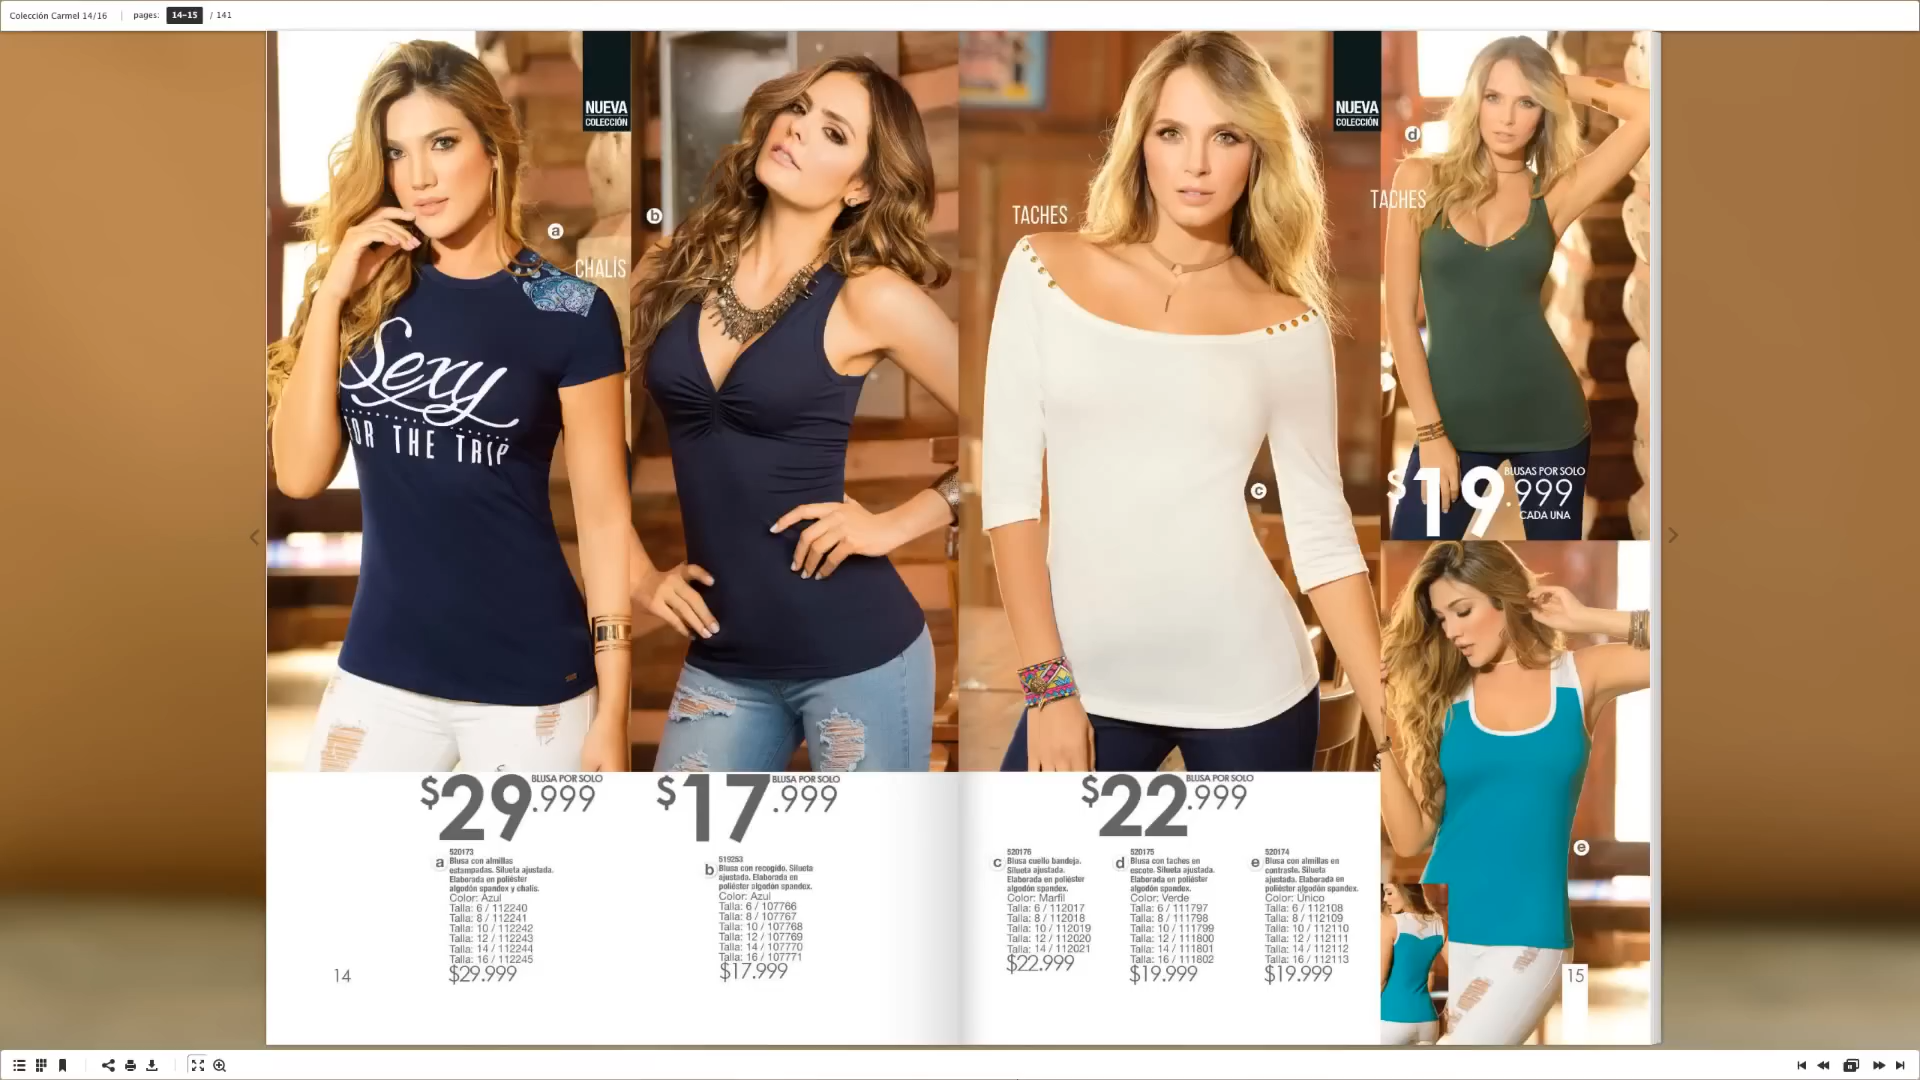 Colección Carmel 14/16
pages:
14–15
/ 141
NUEVA
COLECCIÓN
a
CHALÍS
Sexy
FOR THE TRIP
b
TACHES
c
NUEVA
COLECCIÓN
d
TACHES
BLUSAS POR SOLO
$19.999
CADA UNA
e
BLUSA POR SOLO
$29.999
a
520173
Blusa con almillas
estampadas. Silueta ajustada.
Elaborada en poliéster
algodón spandex y chalís.
Color: Azul
Talla: 6 / 112240
Talla: 8 / 112241
Talla: 10 / 112242
Talla: 12 / 112243
Talla: 14 / 112244
Talla: 16 / 112245
$29.999
14
BLUSA POR SOLO
$17.999
b
519253
Blusa con recogido. Silueta
ajustada. Elaborada en
poliéster algodón spandex.
Color: Azul
Talla: 6 / 107766
Talla: 8 / 107767
Talla: 10 / 107768
Talla: 12 / 107769
Talla: 14 / 107770
Talla: 16 / 107771
$17.999
BLUSA POR SOLO
$22.999
c
520176
Blusa cuello bandeja.
Silueta ajustada.
Elaborada en poliéster
algodón spandex.
Color: Marfil
Talla: 6 / 112017
Talla: 8 / 112018
Talla: 10 / 112019
Talla: 12 / 112020
Talla: 14 / 112021
$22.999
d
520175
Blusa con taches en
escote. Silueta ajustada.
Elaborada en poliéster
algodón spandex.
Color: Verde
Talla: 6 / 111797
Talla: 8 / 111798
Talla: 10 / 111799
Talla: 12 / 111800
Talla: 14 / 111801
Talla: 16 / 111802
$19.999
e
520174
Blusa con almillas en
contraste. Silueta
ajustada. Elaborada en
poliéster algodón spandex.
Color: Único
Talla: 6 / 112108
Talla: 8 / 112109
Talla: 10 / 112110
Talla: 12 / 112111
Talla: 14 / 112112
Talla: 16 / 112113
$19.999
15